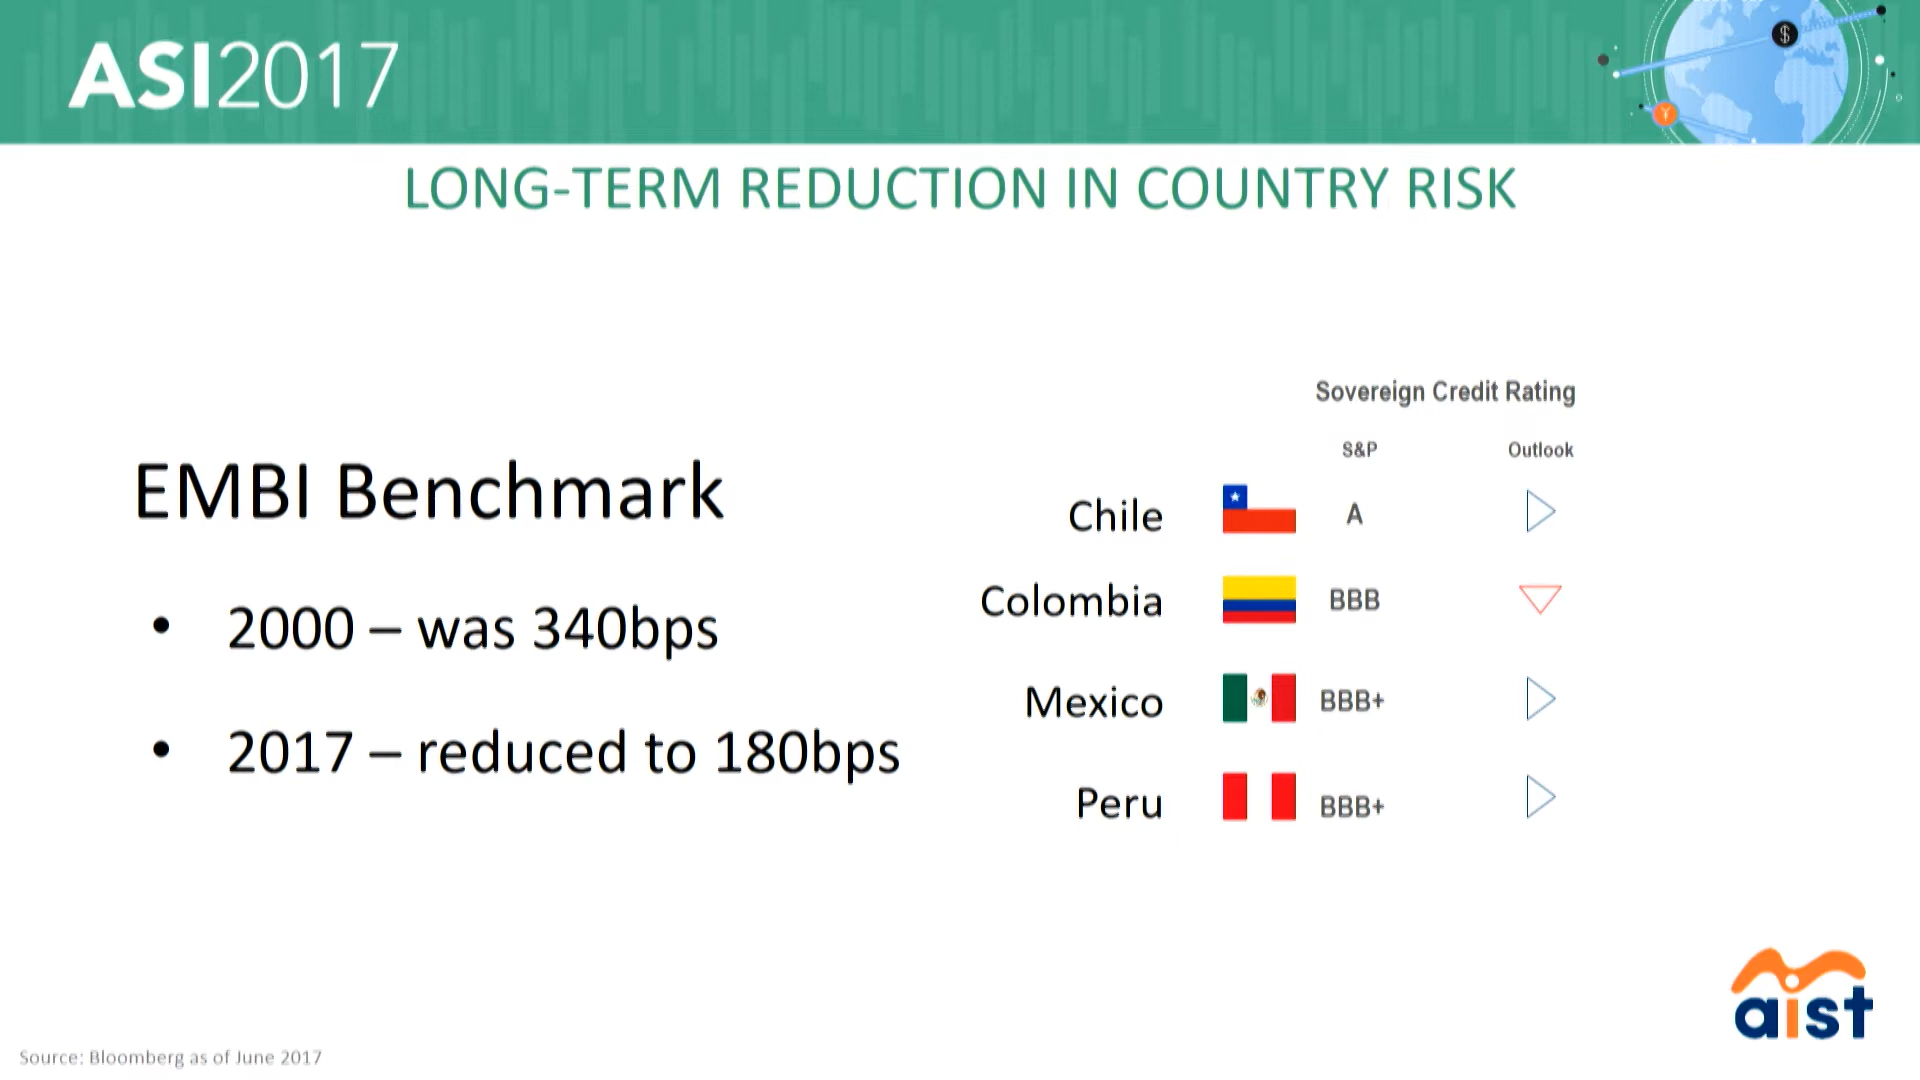 ASI2017
$
¥
LONG-TERM REDUCTION IN COUNTRY RISK
EMBI Benchmark
• 2000 – was 340bps
• 2017 – reduced to 180bps
Sovereign Credit Rating
S&P Outlook
Chile A
Colombia BBB
Mexico BBB+
Peru BBB+
aist
Source: Bloomberg as of June 2017